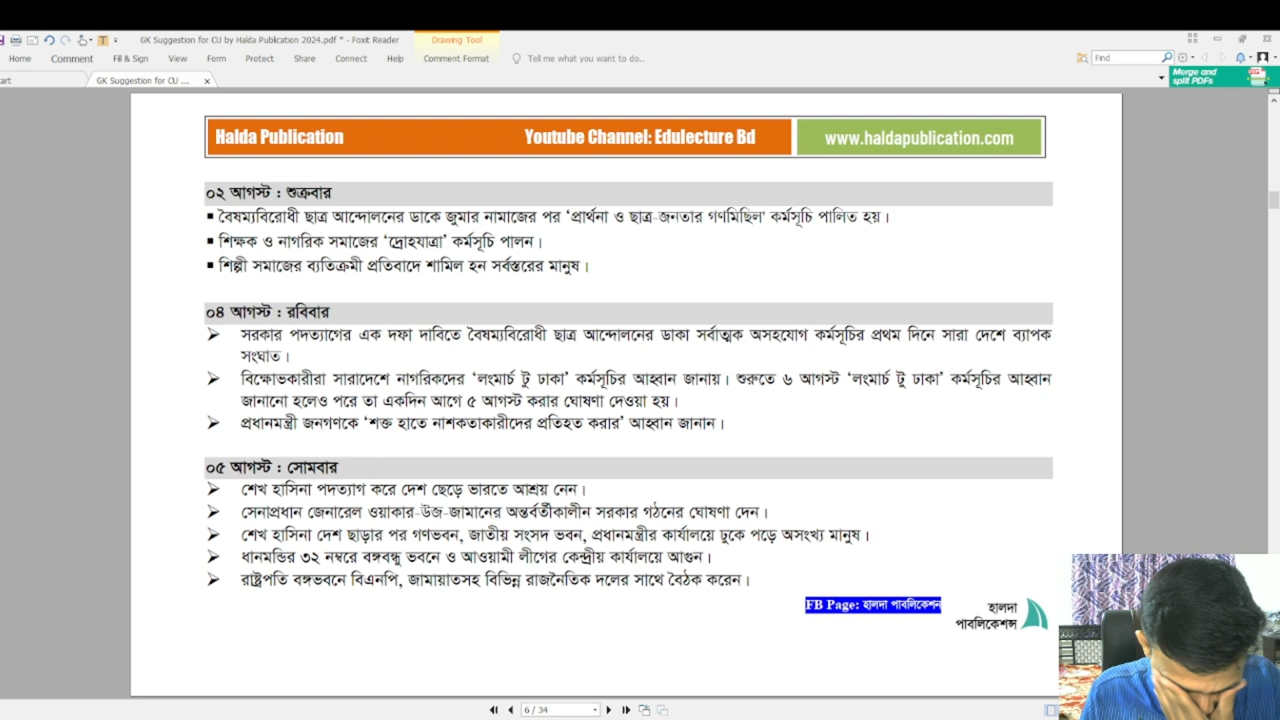 GK Suggestion for CU by Halda Publication 2024.pdf * - Foxit Reader
Drawing Tool
Home Comment Fill & Sign View Form Protect Share Connect Help Comment Format Tell me what you want to do.. Find
art GK Suggestion for CU ... ×
Merge and
split PDFs
Halda Publication Youtube Channel: Edulecture Bd www.haldapublication.com
০২ আগস্ট : শুক্রবার
▪ বৈষম্যবিরোধী ছাত্র আন্দোলনের ডাকে জুমার নামাজের পর ‘প্রার্থনা ও ছাত্র-জনতার গণমিছিল’ কর্মসূচি পালিত হয়।
▪ শিক্ষক ও নাগরিক সমাজের ‘দ্রোহযাত্রা’ কর্মসূচি পালন।
▪ শিল্পী সমাজের ব্যতিক্রমী প্রতিবাদে শামিল হন সর্বস্তরের মানুষ।
০৪ আগস্ট : রবিবার
➢ সরকার পদত্যাগের এক দফা দাবিতে বৈষম্যবিরোধী ছাত্র আন্দোলনের ডাকা সর্বাত্মক অসহযোগ কর্মসূচির প্রথম দিনে সারা দেশে ব্যাপক
সংঘাত।
➢ বিক্ষোভকারীরা সারাদেশে নাগরিকদের ‘লংমার্চ টু ঢাকা’ কর্মসূচির আহ্বান জানায়। শুরুতে ৬ আগস্ট ‘লংমার্চ টু ঢাকা’ কর্মসূচির আহ্বান
জানানো হলেও পরে তা একদিন আগে ৫ আগস্ট করার ঘোষণা দেওয়া হয়।
➢ প্রধানমন্ত্রী জনগণকে ‘শক্ত হাতে নাশকতাকারীদের প্রতিহত করার’ আহ্বান জানান।
০৫ আগস্ট : সোমবার
➢ শেখ হাসিনা পদত্যাগ করে দেশ ছেড়ে ভারতে আশ্রয় নেন।
➢ সেনাপ্রধান জেনারেল ওয়াকার-উজ-জামানের অন্তর্বর্তীকালীন সরকার গঠনের ঘোষণা দেন।
➢ শেখ হাসিনা দেশ ছাড়ার পর গণভবন, জাতীয় সংসদ ভবন, প্রধানমন্ত্রীর কার্যালয়ে ঢুকে পড়ে অসংখ্য মানুষ।
➢ ধানমন্ডির ৩২ নম্বরে বঙ্গবন্ধু ভবনে ও আওয়ামী লীগের কেন্দ্রীয় কার্যালয়ে আগুন।
➢ রাষ্ট্রপতি বঙ্গভবনে বিএনপি, জামায়াতসহ বিভিন্ন রাজনৈতিক দলের সাথে বৈঠক করেন।
FB Page: হালদা পাবলিকেশন
হালদা
পাবলিকেশন্স
6 / 34